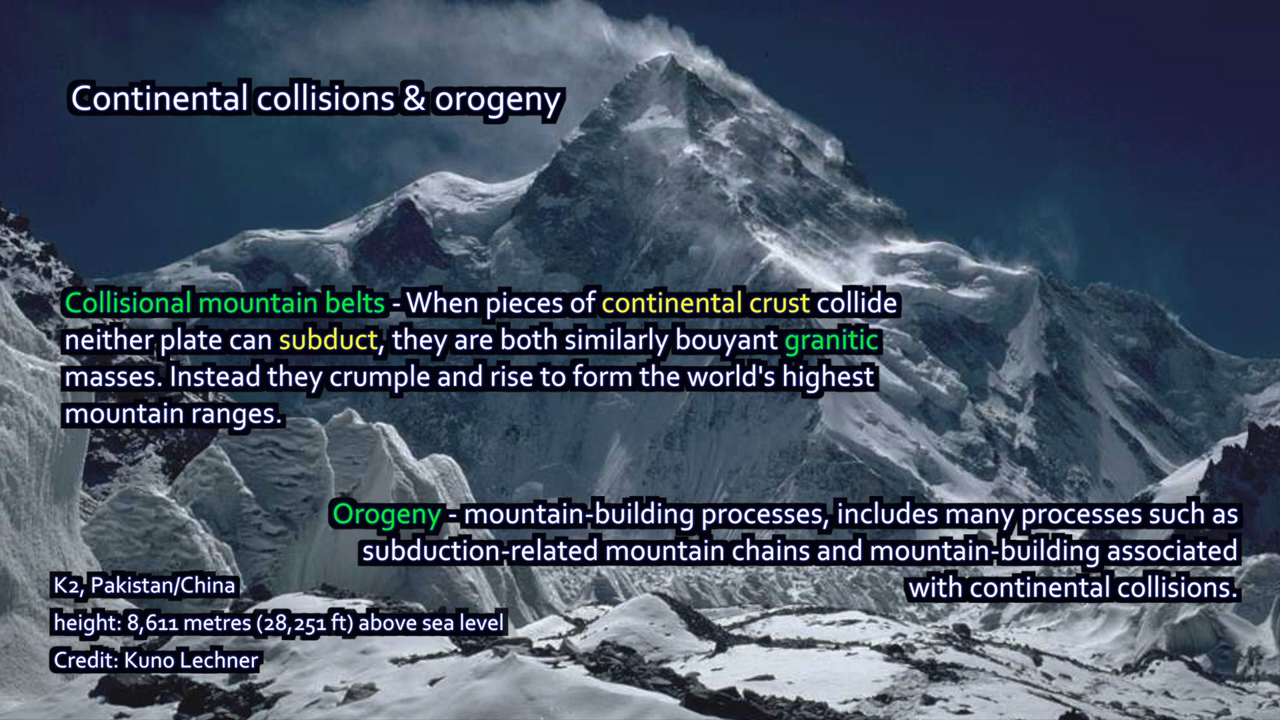 Continental collisions & orogeny
Collisional mountain belts - When pieces of continental crust collide
neither plate can subduct, they are both similarly bouyant granitic
masses. Instead they crumple and rise to form the world's highest
mountain ranges.
Orogeny - mountain-building processes, includes many processes such as
subduction-related mountain chains and mountain-building associated
with continental collisions.
K2, Pakistan/China
height: 8,611 metres (28,251 ft) above sea level
Credit: Kuno Lechner